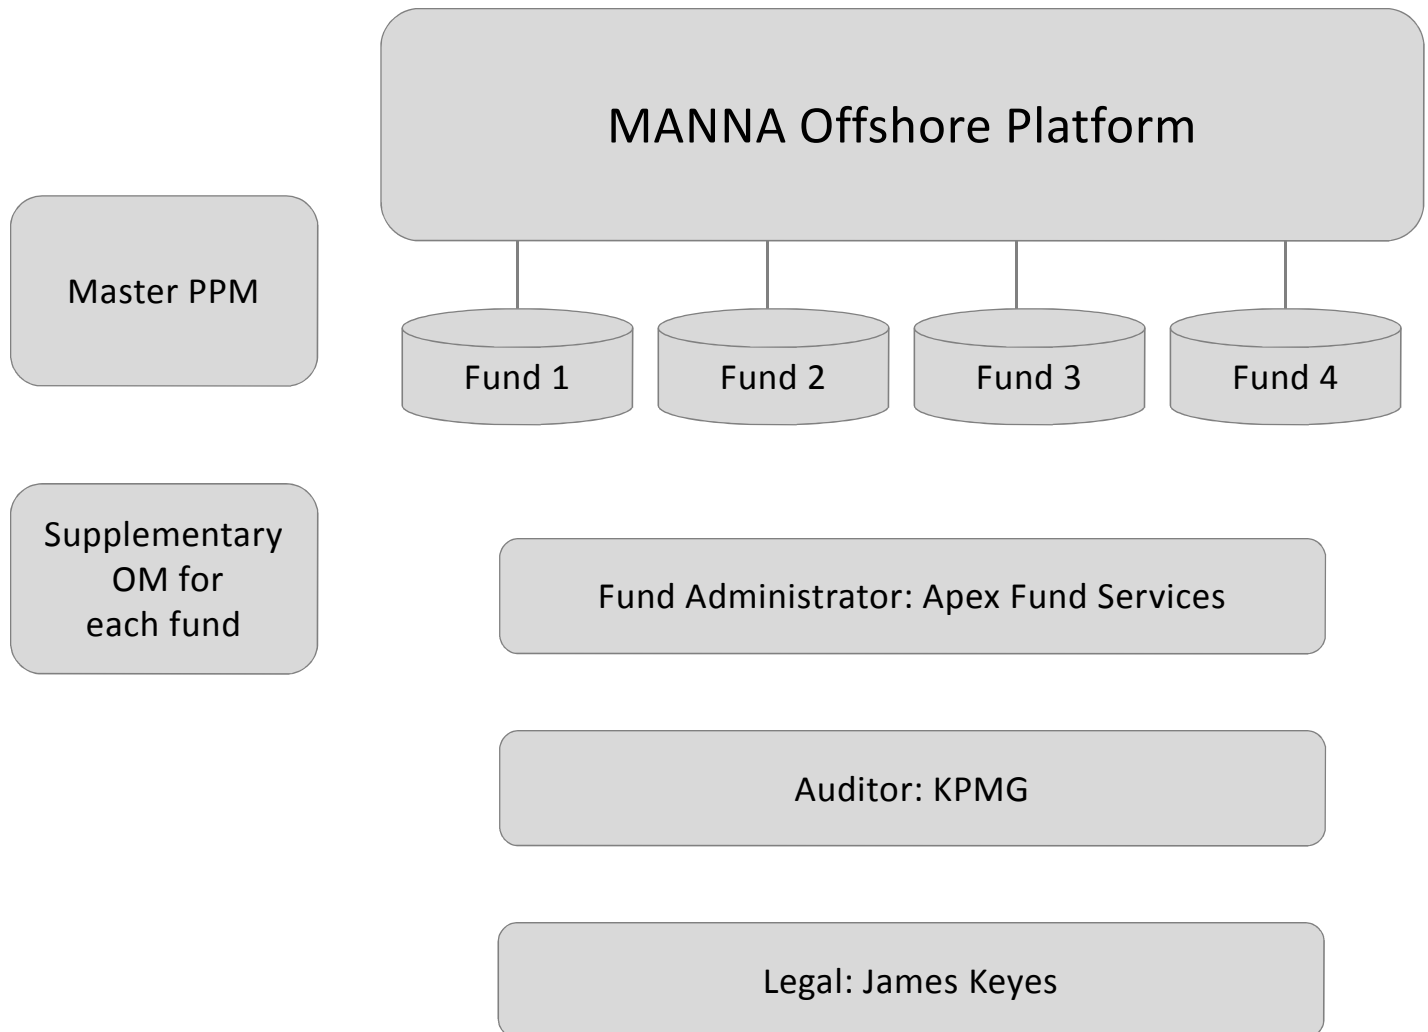 MANNA Offshore Platform
Master PPM
Fund 1
Fund 2
Fund 3
Fund 4
Supplementary
OM for
each fund
Fund Administrator: Apex Fund Services
Auditor: KPMG
Legal: James Keyes